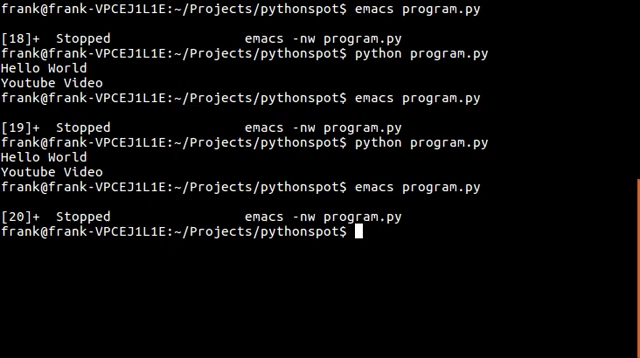 frank@frank-VPCEJ1L1E:~/Projects/pythonspot$ emacs program.py
[18]+  Stopped                 emacs -nw program.py
frank@frank-VPCEJ1L1E:~/Projects/pythonspot$ python program.py
Hello World
Youtube Video
frank@frank-VPCEJ1L1E:~/Projects/pythonspot$ emacs program.py
[19]+  Stopped                 emacs -nw program.py
frank@frank-VPCEJ1L1E:~/Projects/pythonspot$ python program.py
Hello World
Youtube Video
frank@frank-VPCEJ1L1E:~/Projects/pythonspot$ emacs program.py
[20]+  Stopped                 emacs -nw program.py
frank@frank-VPCEJ1L1E:~/Projects/pythonspot$